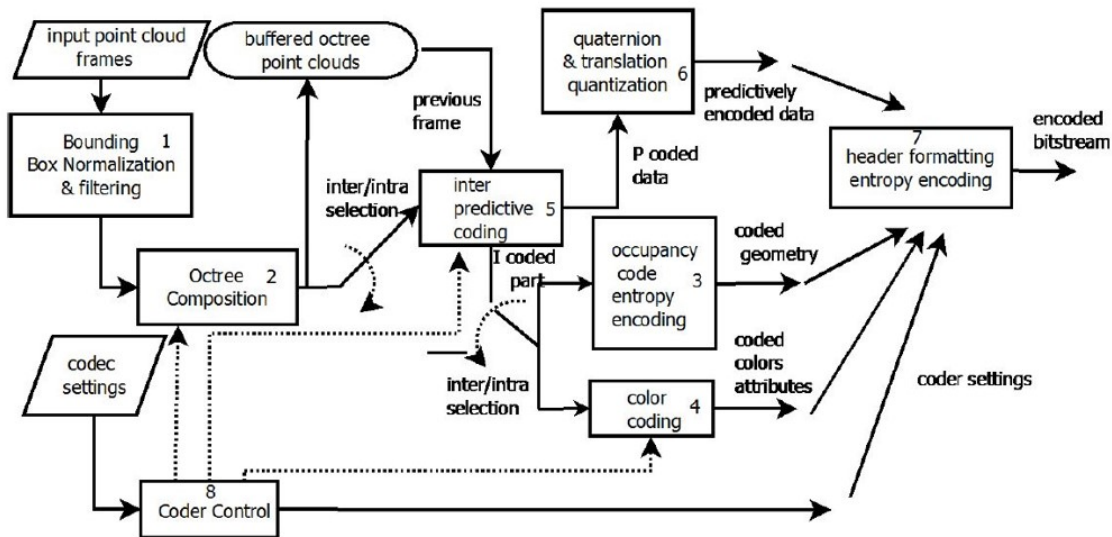 input point cloud
frames
buffered octree
point clouds
quaternion
& translation
quantization
6
predictively
encoded data
previous
frame
Bounding 1
Box Normalization
& filtering
P coded
data
7
header formatting
entropy encoding
encoded
bitstream
inter/intra
selection
inter
predictive 5
coding
I coded
part
Octree 2
Composition
occupancy
code 3
entropy
encoding
coded
geometry
codec
settings
inter/intra
selection
color 4
coding
coded
colors
attributes
coder settings
8
Coder Control